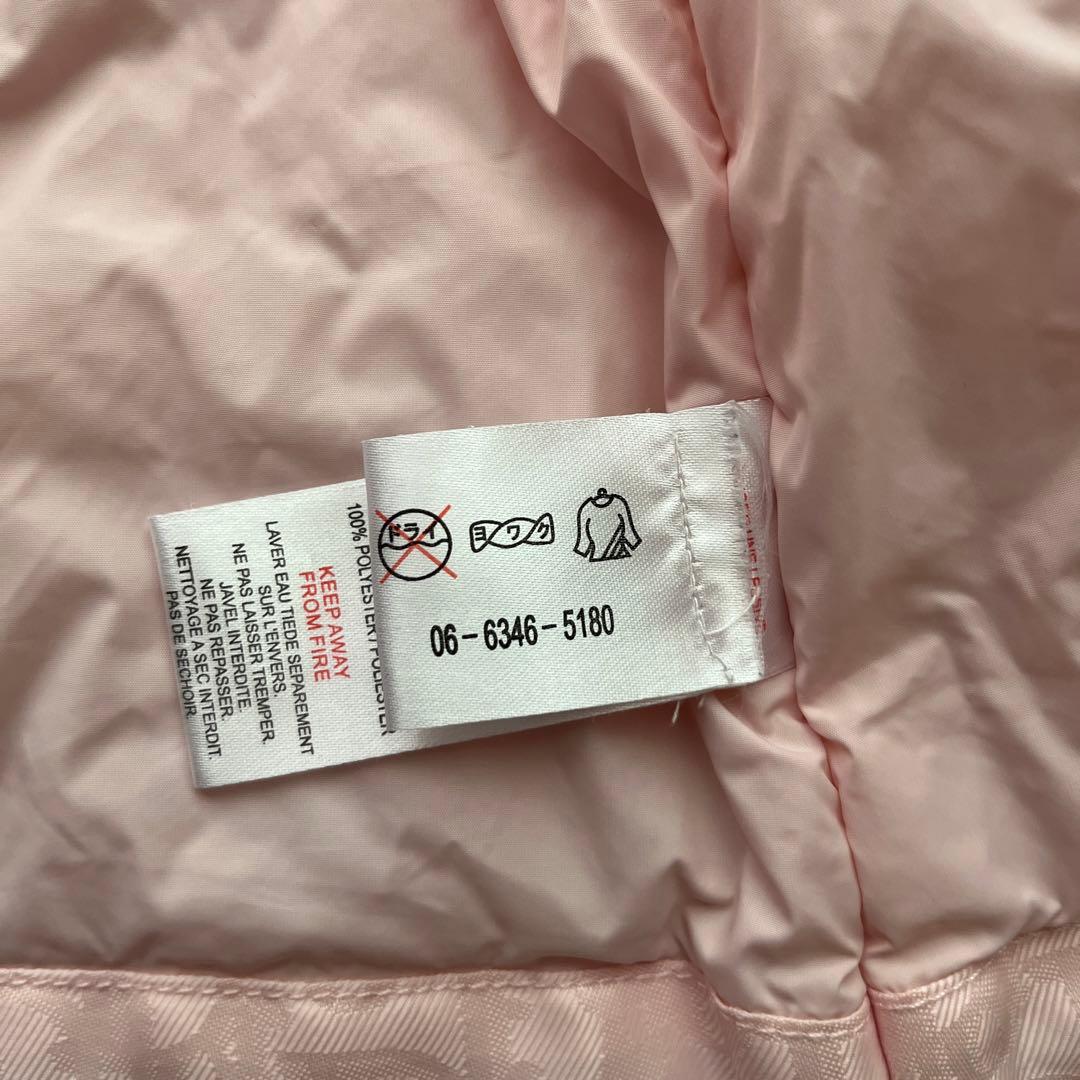 ドライ
ヨワク
06-6346-5180
100% POLYESTER / POLIESTER
KEEP AWAY
FROM FIRE
LAVER EAU TIEDE SEPAREMENT
SUR L'ENVERS.
NE PAS LAISSER TREMPER.
JAVEL INTERDITE.
NE PAS REPASSER.
NETTOYAGE A SEC INTERDIT.
PAS DE SECHOIR.